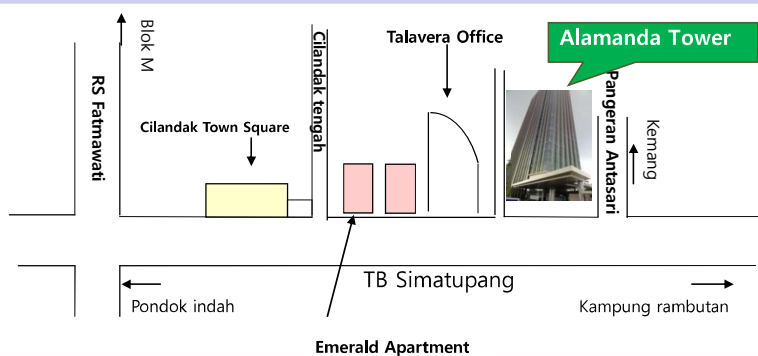 Blok M
RS Fatmawati
Cilandak Town Square
Cilandak tengah
Talavera Office
Alamanda Tower
Pangeran Antasari
Kemang
TB Simatupang
Pondok indah
Kampung rambutan
Emerald Apartment